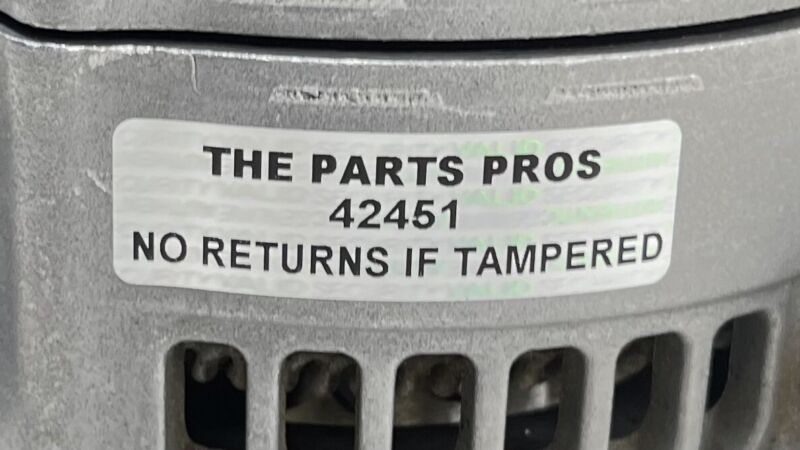 THE PARTS PROS
42451
NO RETURNS IF TAMPERED